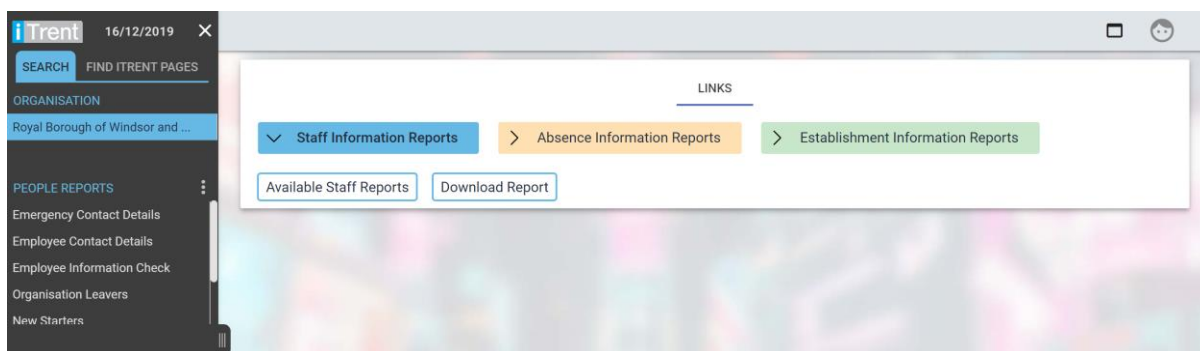 iTrent 16/12/2019
SEARCH FIND ITRENT PAGES
ORGANISATION
Royal Borough of Windsor and ...
PEOPLE REPORTS
Emergency Contact Details
Employee Contact Details
Employee Information Check
Organisation Leavers
New Starters
LINKS
Staff Information Reports Absence Information Reports Establishment Information Reports
Available Staff Reports Download Report